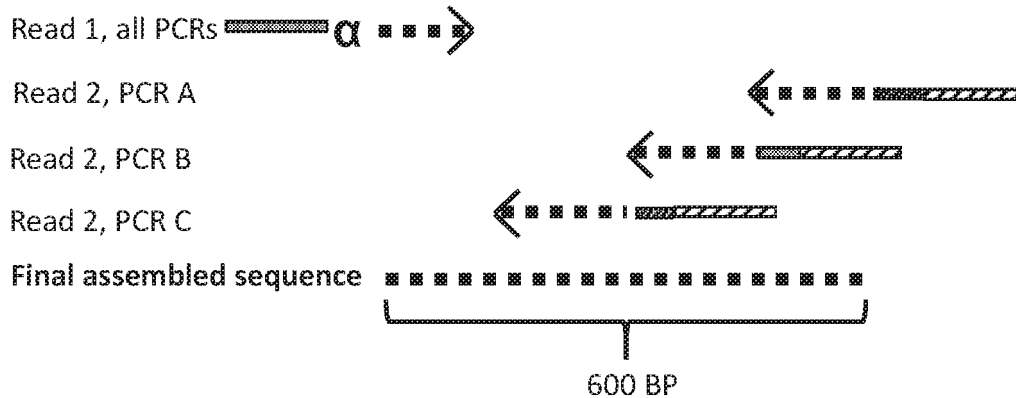 Read 1, all PCRs α
Read 2, PCR A
Read 2, PCR B
Read 2, PCR C
Final assembled sequence
600 BP